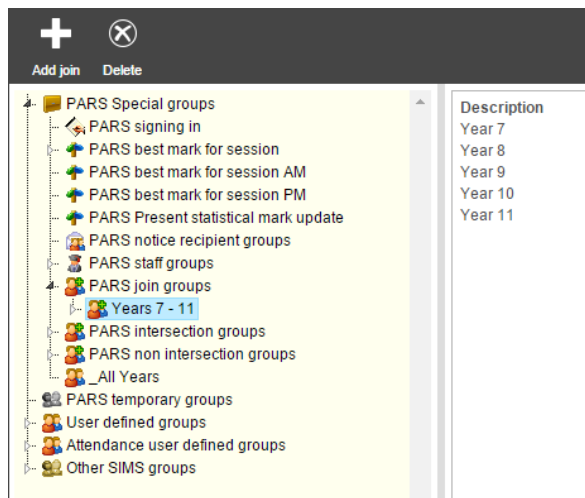 Add join Delete
PARS Special groups
PARS signing in
PARS best mark for session
PARS best mark for session AM
PARS best mark for session PM
PARS Present statistical mark update
PARS notice recipient groups
PARS staff groups
PARS join groups
Years 7 - 11
PARS intersection groups
PARS non intersection groups
_All Years
PARS temporary groups
User defined groups
Attendance user defined groups
Other SIMS groups
Description
Year 7
Year 8
Year 9
Year 10
Year 11